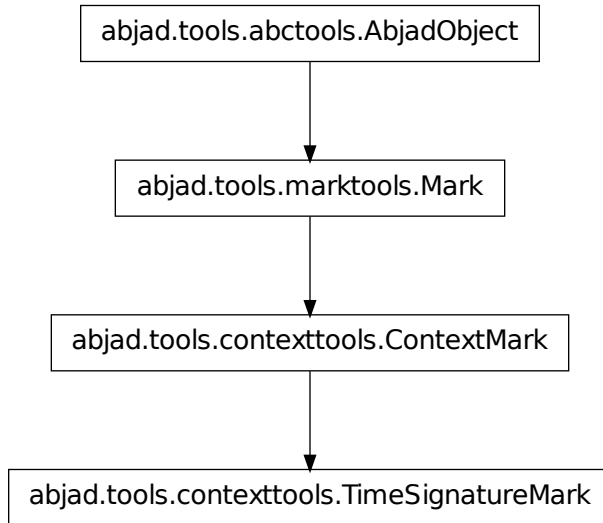 abjad.tools.abctools.AbjadObject
abjad.tools.marktools.Mark
abjad.tools.contexttools.ContextMark
abjad.tools.contexttools.TimeSignatureMark